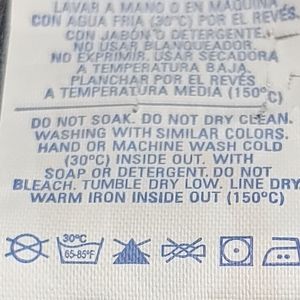 LAVAR A MANO O EN MAQUINA
CON AGUA FRIA (30°C) POR EL REVÉS
CON JABÓN O DETERGENTE.
NO USAR BLANQUEADOR.
NO EXPRIMIR. USAR SECADORA
A TEMPERATURA BAJA.
PLANCHAR POR EL REVÉS
A TEMPERATURA MEDIA (150°C)
DO NOT SOAK. DO NOT DRY CLEAN.
WASHING WITH SIMILAR COLORS.
HAND OR MACHINE WASH COLD
(30°C) INSIDE OUT. WITH
SOAP OR DETERGENT. DO NOT
BLEACH. TUMBLE DRY LOW. LINE DRY
WARM IRON INSIDE OUT (150°C)
30°C
65-85°F